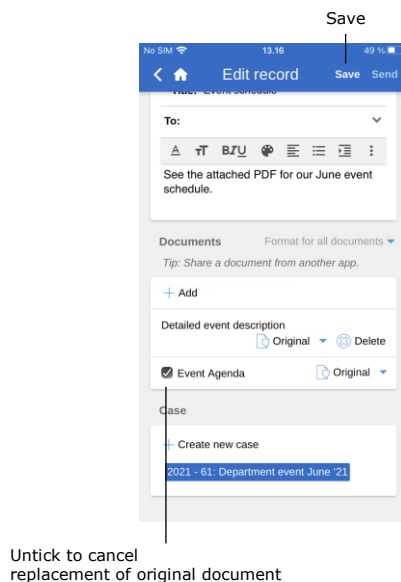 Save
No SIM 13.16 49 %
Edit record Save Send
Title: Event schedule
To:
A TT BIU
See the attached PDF for our June event
schedule.
Documents Format for all documents
Tip: Share a document from another app.
+ Add
Detailed event description
Original Delete
Event Agenda Original
Case
+ Create new case
2021 - 61: Department event June '21
Untick to cancel
replacement of original document